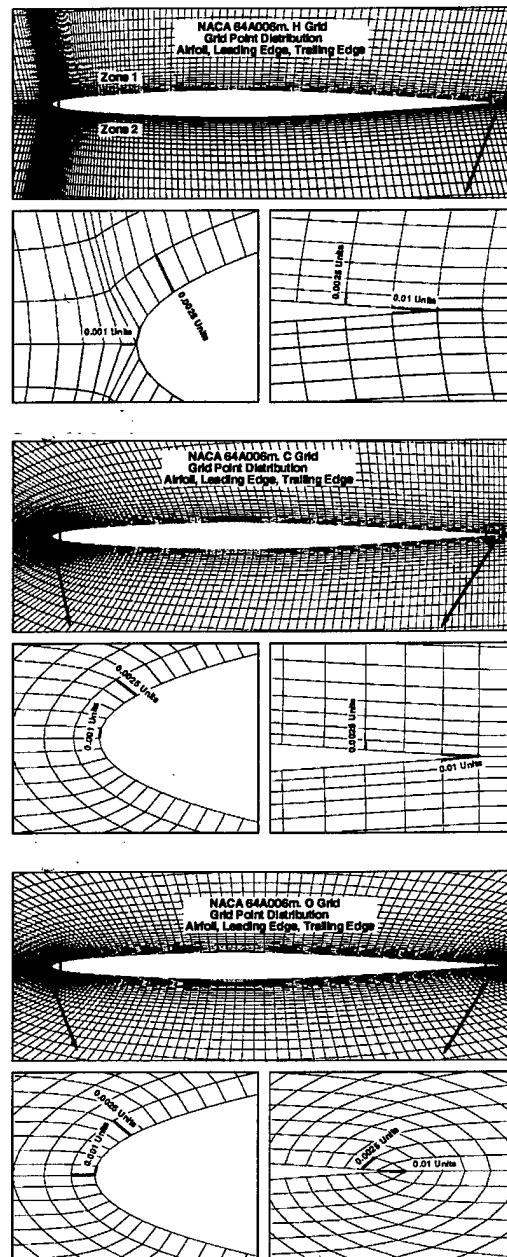 NACA 64A006m. H Grid
Grid Point Distribution
Airfoil, Leading Edge, Trailing Edge
Zone 1
Zone 2
0.001 Units
0.0025 Units
0.0025 Units
0.01 Units
NACA 64A006m. C Grid
Grid Point Distribution
Airfoil, Leading Edge, Trailing Edge
0.0025 Units
0.001 Units
0.0025 Units
0.01 Units
NACA 64A006m. O Grid
Grid Point Distribution
Airfoil, Leading Edge, Trailing Edge
0.0025 Units
0.001 Units
0.0025 Units
0.01 Units